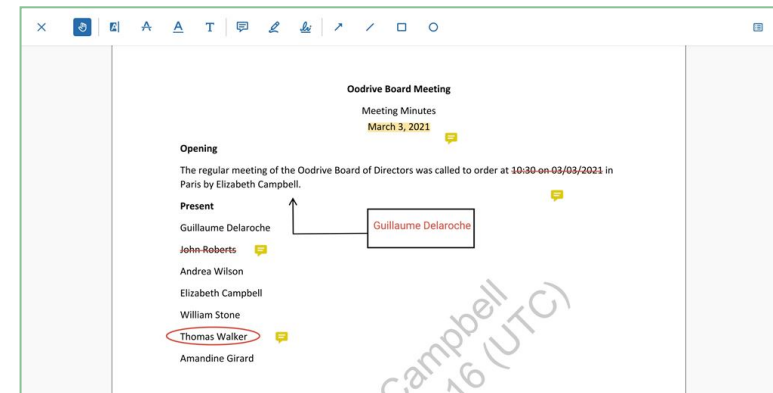 Oodrive Board Meeting
Meeting Minutes
March 3, 2021
Opening
The regular meeting of the Oodrive Board of Directors was called to order at 10:30 on 03/03/2021 in
Paris by Elizabeth Campbell.
Present
Guillaume Delaroche
Guillaume Delaroche
John Roberts
Andrea Wilson
Elizabeth Campbell
William Stone
Thomas Walker
Amandine Girard
Campbell
16 (UTC)